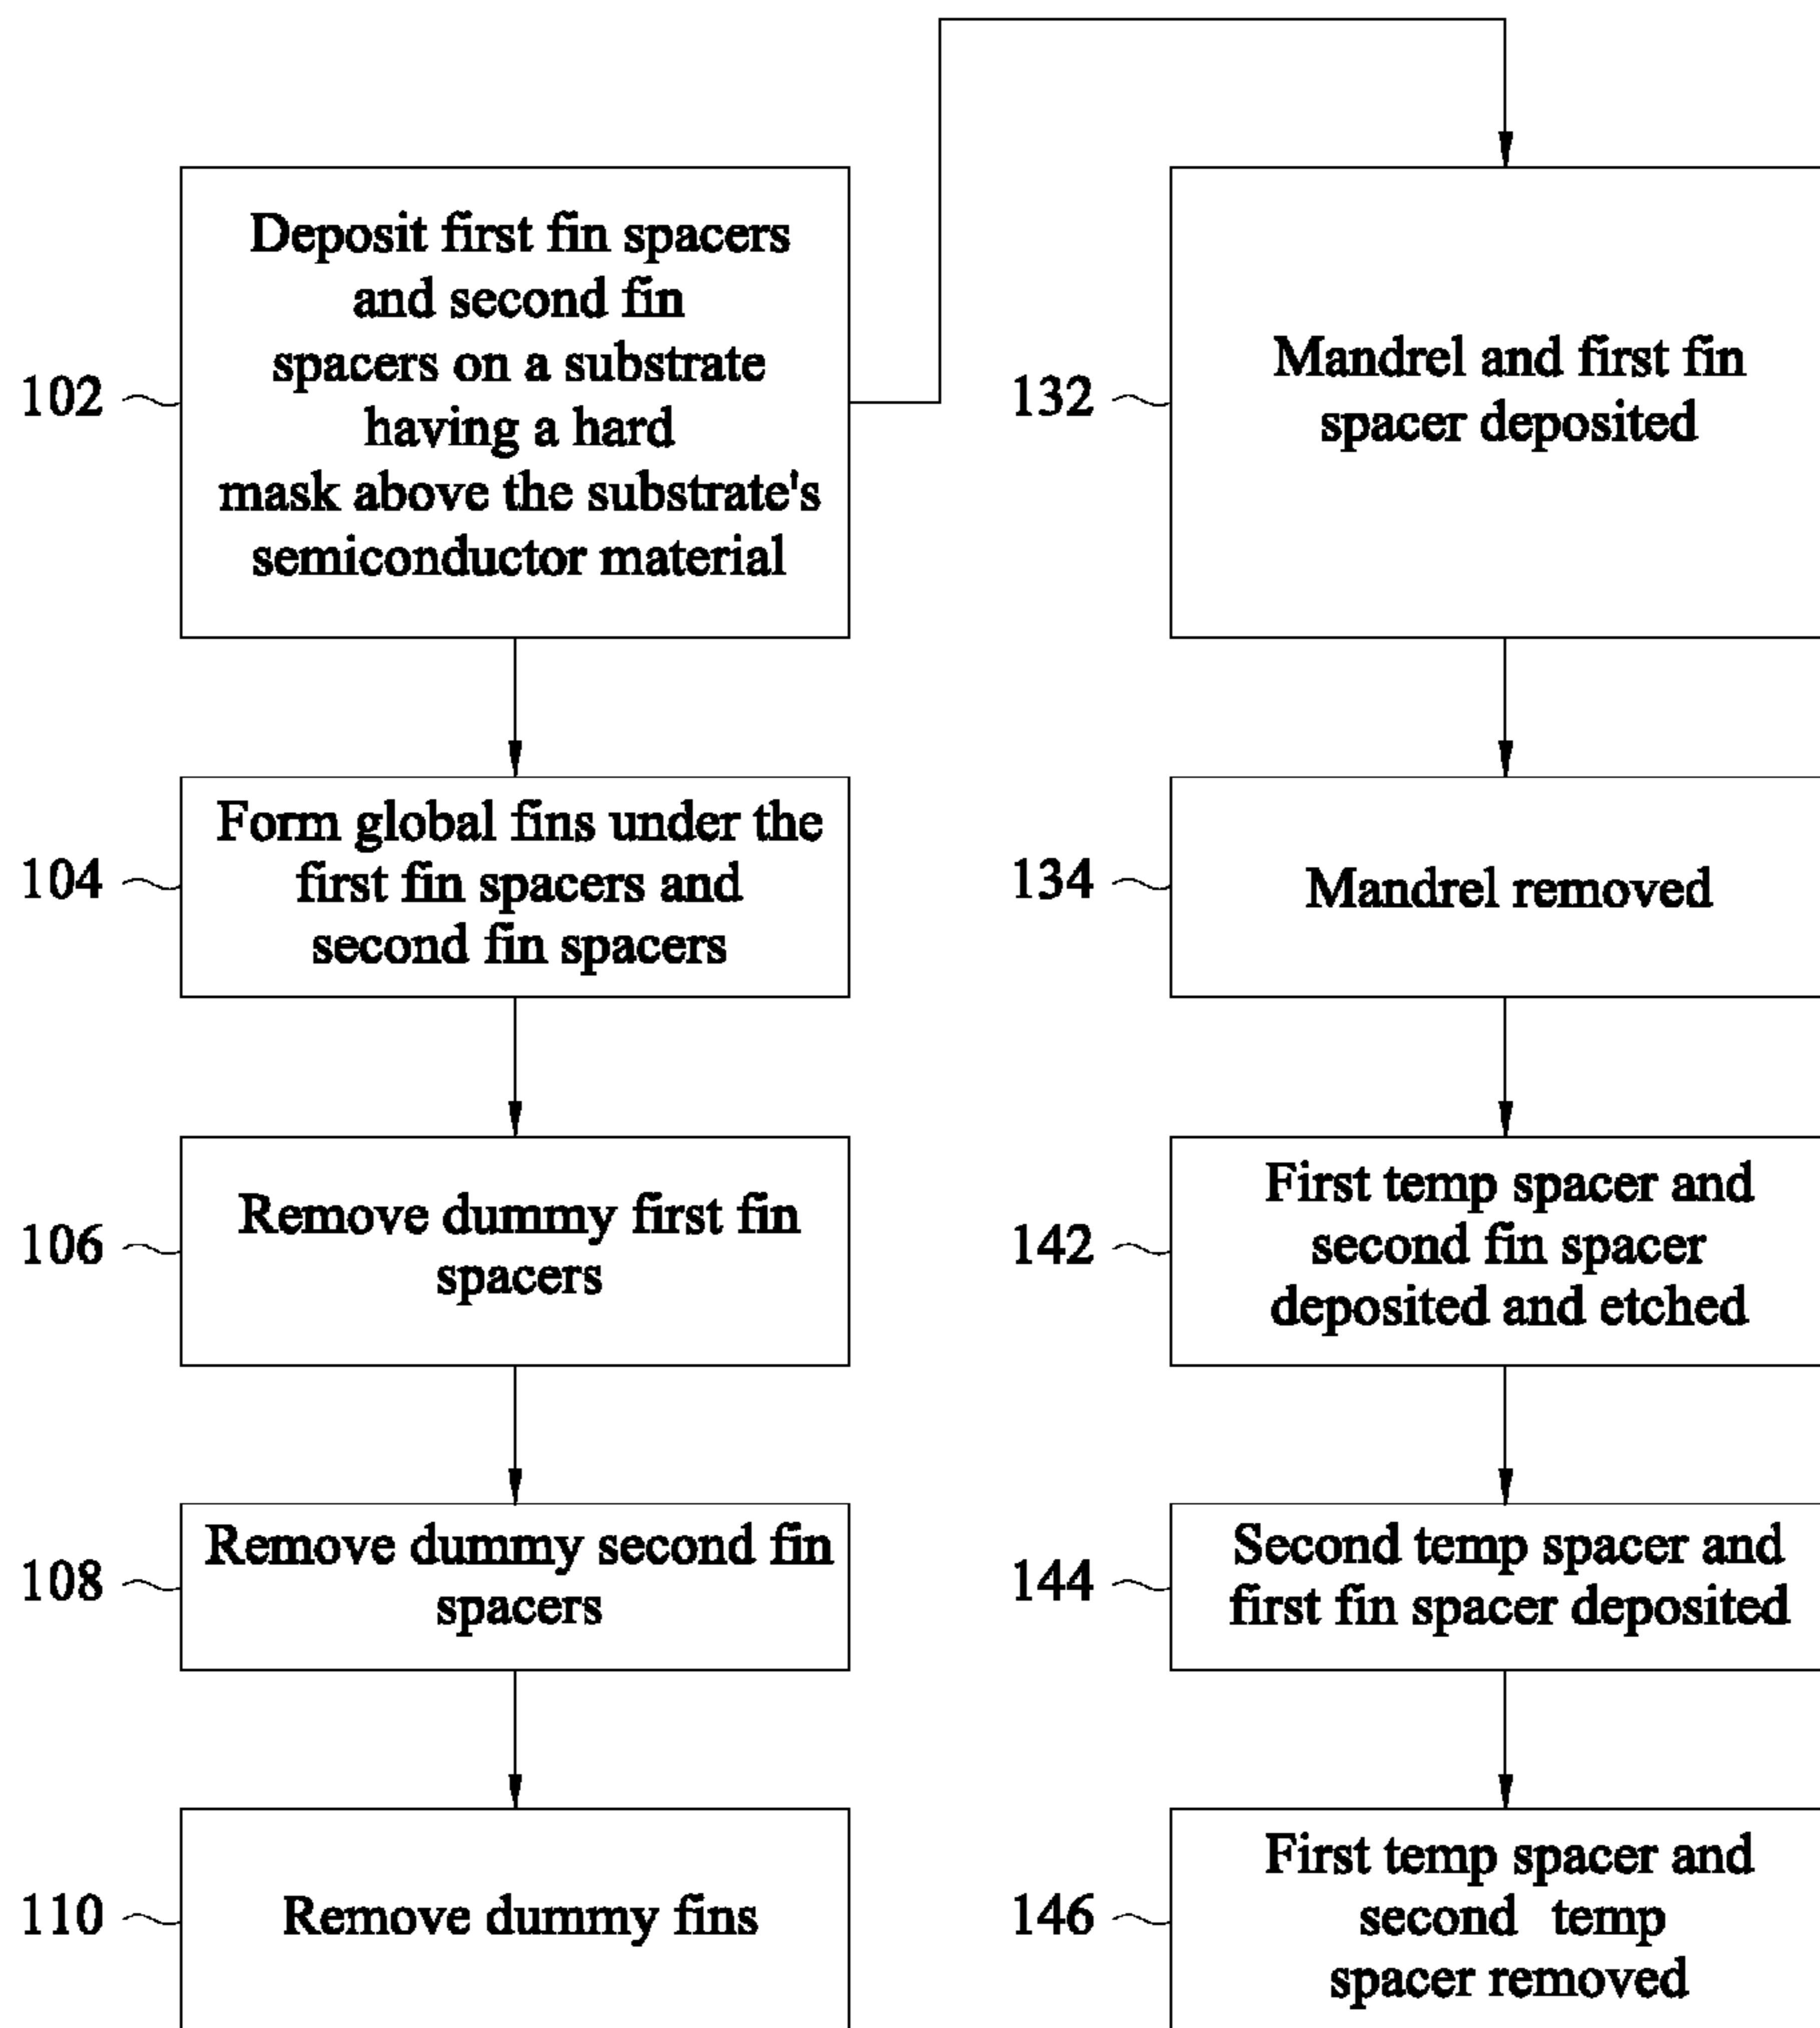 Deposit first fin spacers
and second fin
spacers on a substrate
having a hard
mask above the substrate's
semiconductor material
102
Form global fins under the
first fin spacers and
second fin spacers
104
Remove dummy first fin
spacers
106
Remove dummy second fin
spacers
108
Remove dummy fins
110
Mandrel and first fin
spacer deposited
132
Mandrel removed
134
First temp spacer and
second fin spacer
deposited and etched
142
Second temp spacer and
first fin spacer deposited
144
First temp spacer and
second temp
spacer removed
146